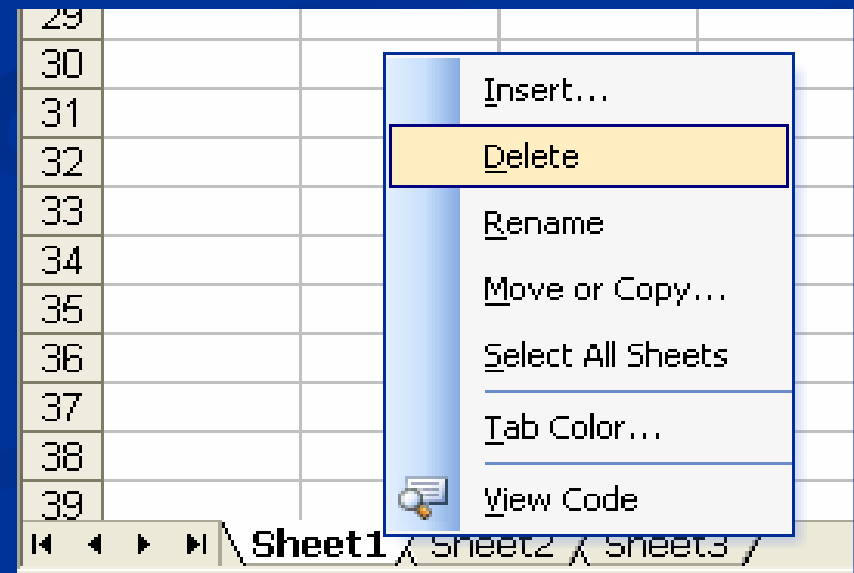 29
30
31
32
33
34
35
36
37
38
39
Insert...
Delete
Rename
Move or Copy...
Select All Sheets
Tab Color...
View Code
Sheet1 Sheet2 Sheet3